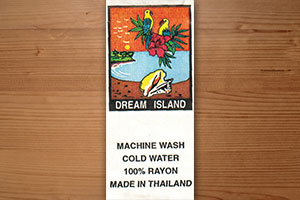 DREAM ISLAND
MACHINE WASH
COLD WATER
100% RAYON
MADE IN THAILAND